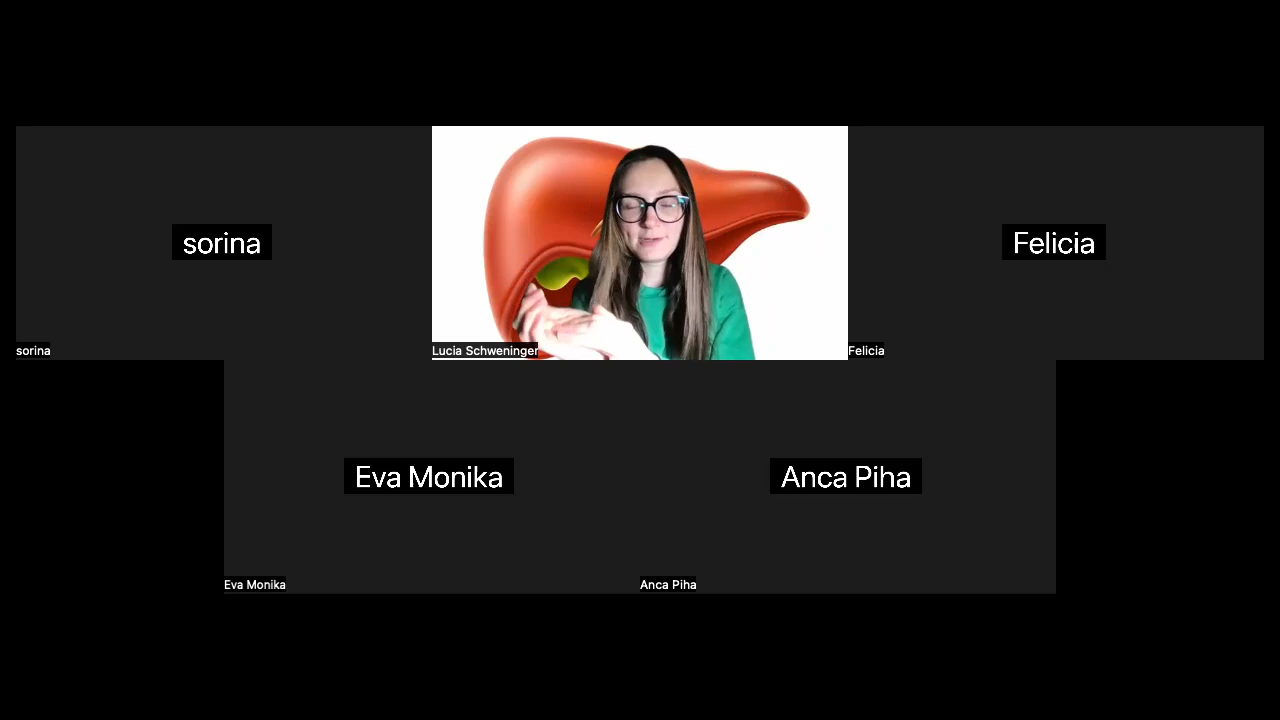 sorina
Felicia
sorina
Lucia Schweninger
Felicia
Eva Monika
Anca Piha
Eva Monika
Anca Piha